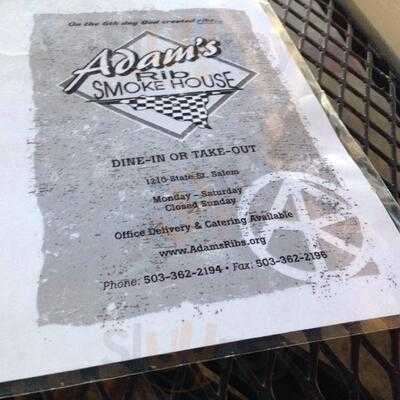 On the 6th day God created ribs...
Adam's
RIB
SMOKE HOUSE
DINE-IN OR TAKE-OUT
1210 State St, Salem
Monday – Saturday
Closed Sunday
Office Delivery & Catering Available
www.AdamsRibs.org
Phone: 503-362-2194 • Fax: 503-362-2196